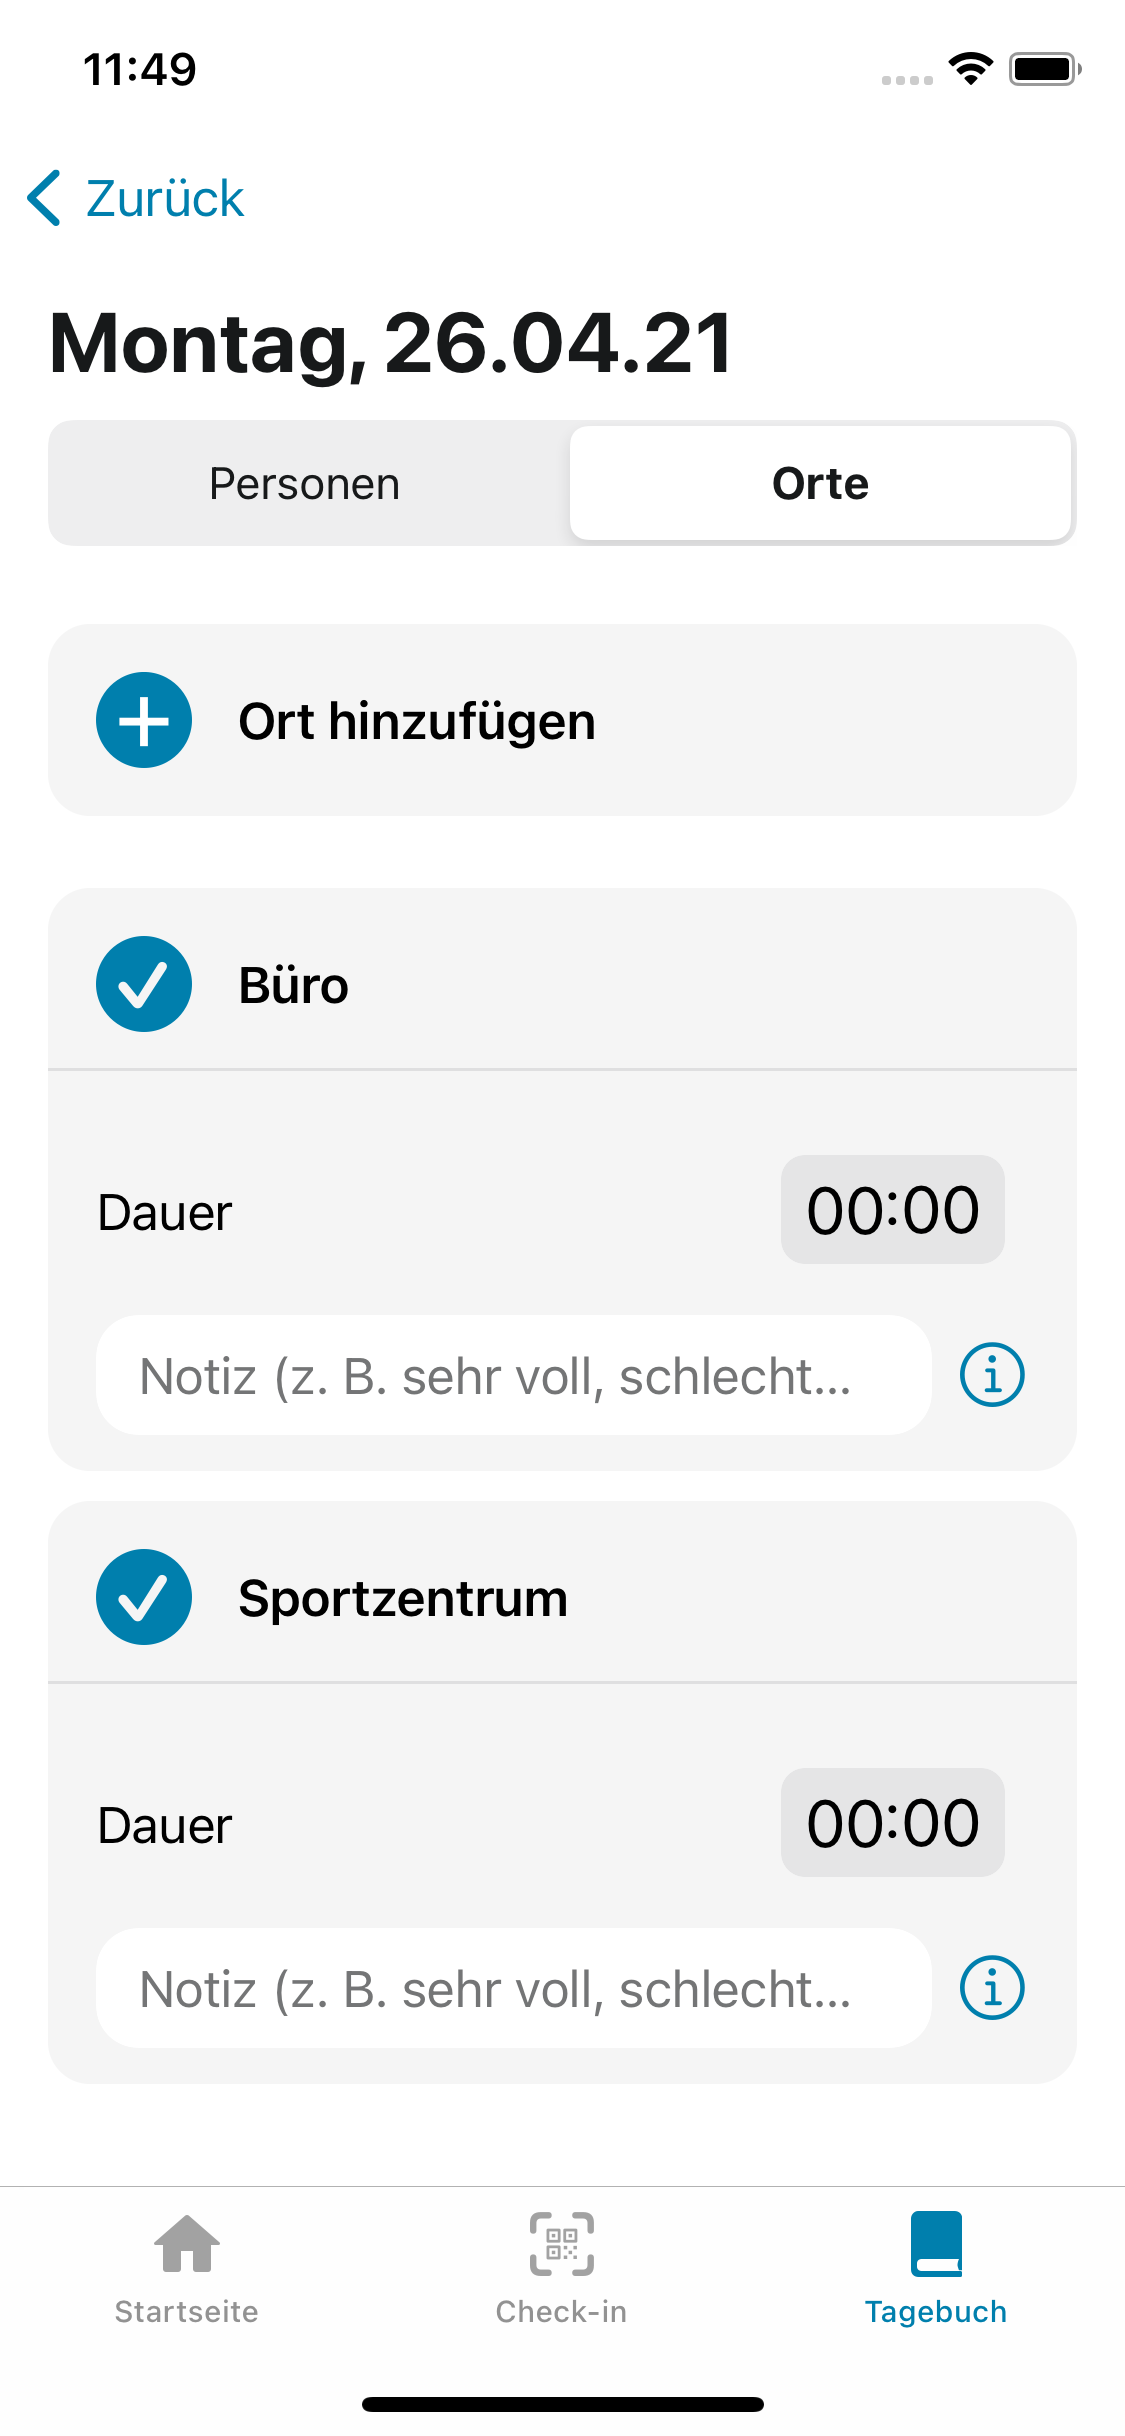 11:49
Zurück
Montag, 26.04.21
Personen
Orte
Ort hinzufügen
Büro
Dauer
00:00
Notiz (z. B. sehr voll, schlecht...
Sportzentrum
Dauer
00:00
Notiz (z. B. sehr voll, schlecht...
Startseite
Check-in
Tagebuch